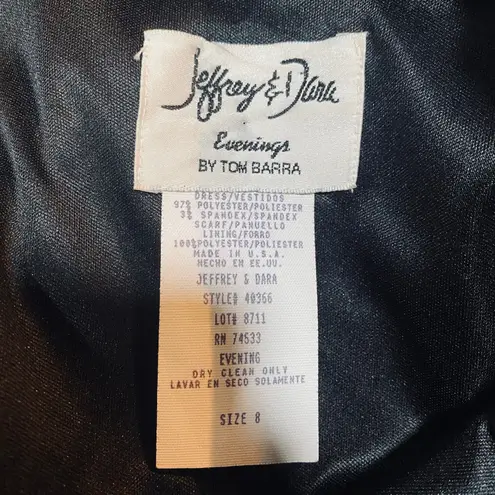 Jeffrey & Dara
Evenings
BY TOM BARRA
DRESS/VESTIDOS
97% POLYESTER/POLIESTER
3% SPANDEX/SPANDEX
SCARF/PANUELLO
LINING/FORRO
100%POLYESTER/POLIESTER
MADE IN U.S.A.
HECHO EN EE.UU.
JEFFREY & DARA
STYLE# 40366
LOT# 8711
RN 74533
EVENING
DRY CLEAN ONLY
LAVAR EN SECO SOLAMENTE
SIZE 8